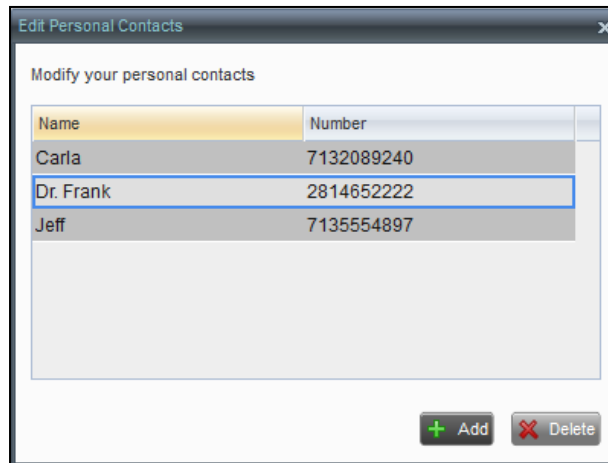 Edit Personal Contacts x
Modify your personal contacts
Name Number
Carla 7132089240
Dr. Frank 2814652222
Jeff 7135554897
Add Delete